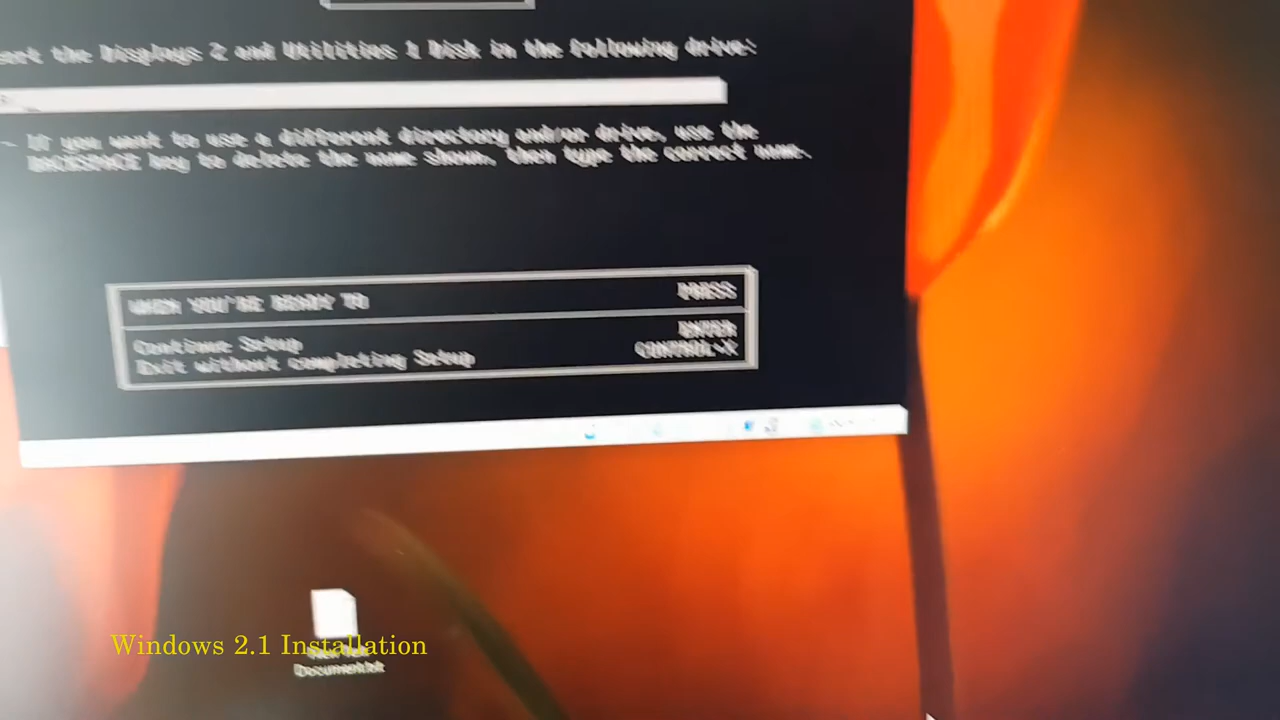 the Displays 2 and Utilities 1 Disk in the following drive:
If you want to use a different directory and/or drive, use the
BACKSPACE key to delete the name shown, then type the correct name.
WHEN YOU'RE READY TO PRESS
Continue Setup ENTER
Exit without completing Setup CONTROL+X
Windows 2.1 Installation
Document.txt